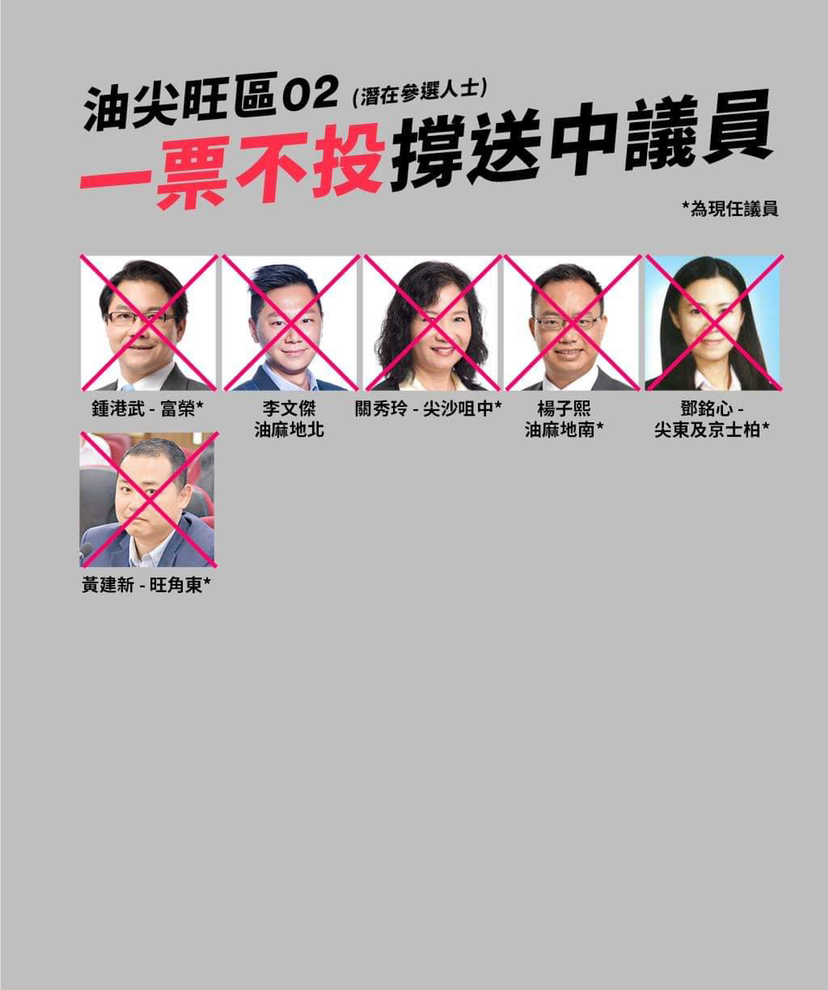 油尖旺區02 (潛在參選人士)
一票不投撐送中議員
*為現任議員
鍾港武 - 富榮*
李文傑
油麻地北
關秀玲 - 尖沙咀中*
楊子熙
油麻地南*
鄧銘心 -
尖東及京士柏*
黃建新 - 旺角東*